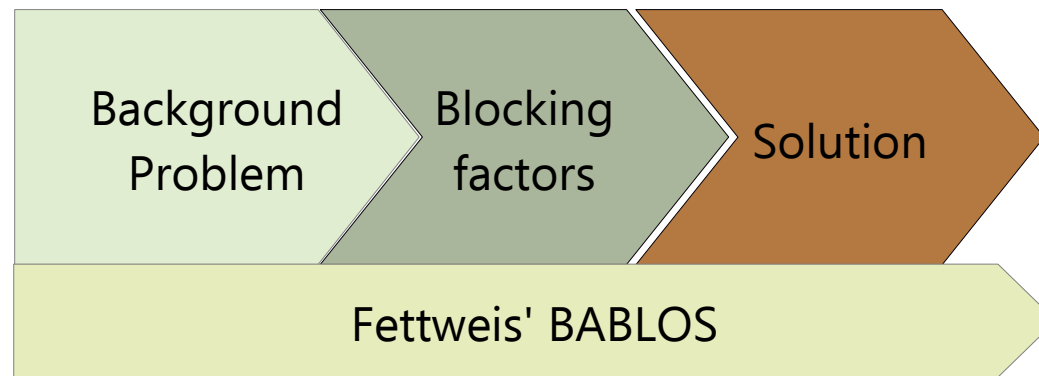 Background
Problem
Blocking
factors
Solution
Fettweis' BABLOS